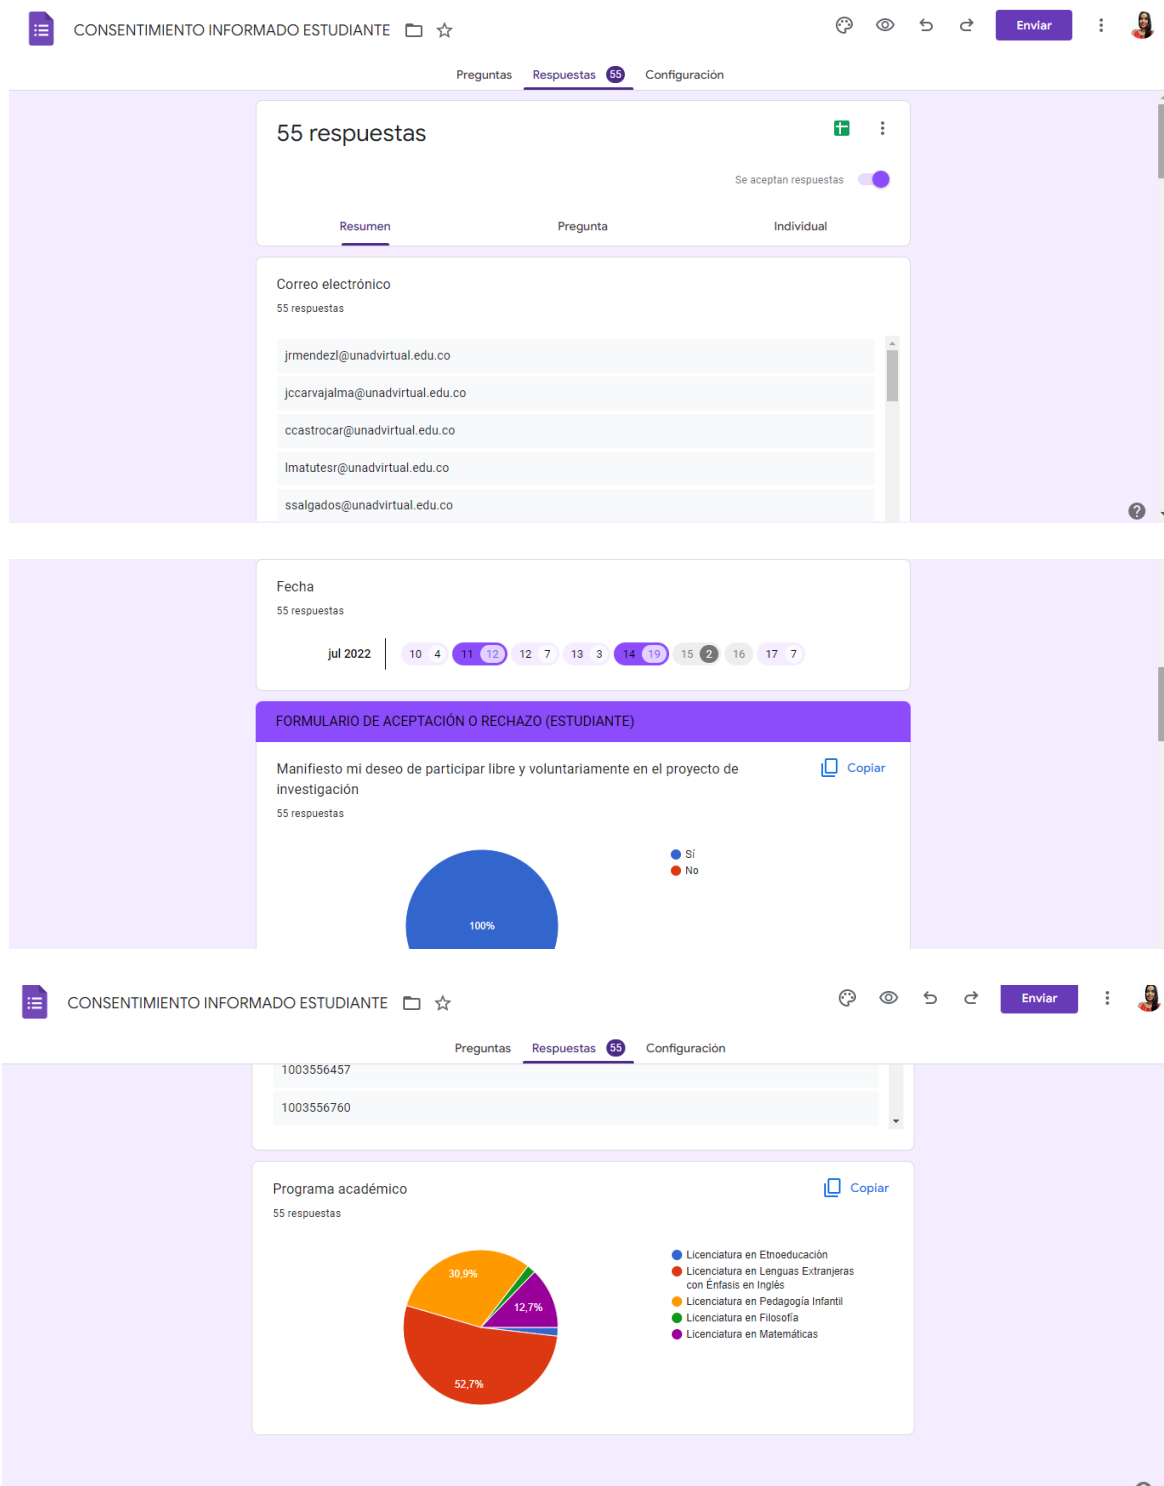 CONSENTIMIENTO INFORMADO ESTUDIANTE
Enviar
Preguntas Respuestas 55 Configuración
55 respuestas
Se aceptan respuestas
Resumen Pregunta Individual
Correo electrónico
55 respuestas
jrmendezl@unadvirtual.edu.co
jccarvajalma@unadvirtual.edu.co
ccastrocar@unadvirtual.edu.co
lmatutesr@unadvirtual.edu.co
ssalgados@unadvirtual.edu.co
Fecha
55 respuestas
jul 2022 10 4 11 12 12 7 13 3 14 19 15 2 16 17 7
FORMULARIO DE ACEPTACIÓN O RECHAZO (ESTUDIANTE)
Manifiesto mi deseo de participar libre y voluntariamente en el proyecto de
investigación
Copiar
55 respuestas
Sí
No
100%
CONSENTIMIENTO INFORMADO ESTUDIANTE
Enviar
Preguntas Respuestas 55 Configuración
1003556457
1003556760
Programa académico
Copiar
55 respuestas
Licenciatura en Etnoeducación
Licenciatura en Lenguas Extranjeras
con Énfasis en Inglés
Licenciatura en Pedagogía Infantil
Licenciatura en Filosofía
Licenciatura en Matemáticas
30,9%
12,7%
52,7%